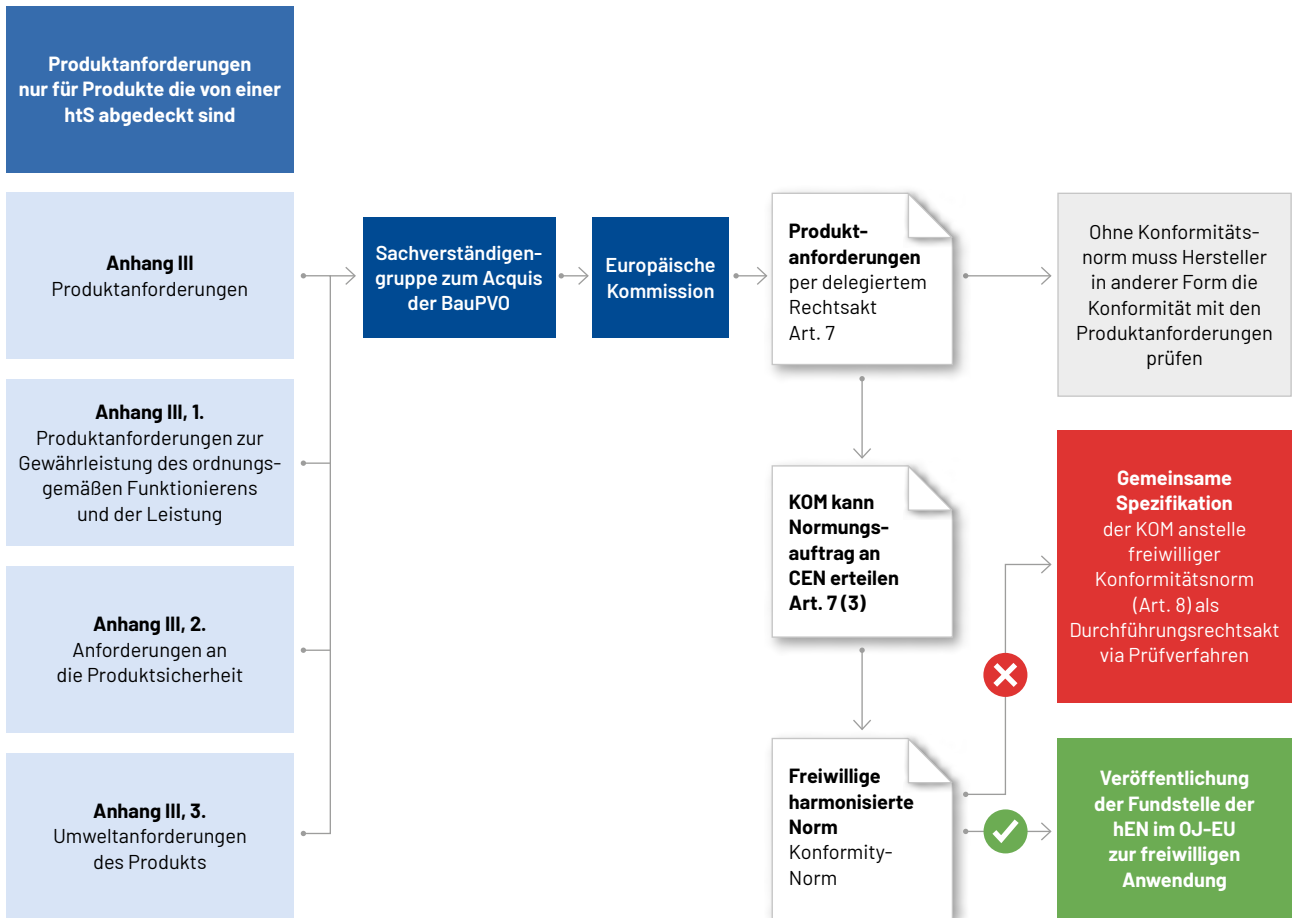 Produktanforderungen
nur für Produkte die von einer
htS abgedeckt sind
Anhang III
Produktanforderungen
Anhang III, 1.
Produktanforderungen zur
Gewährleistung des ordnungs-
gemäßen Funktionierens
und der Leistung
Anhang III, 2.
Anforderungen an
die Produktsicherheit
Anhang III, 3.
Umweltanforderungen
des Produkts
Sachverständigen-
gruppe zum Acquis
der BauPVO
Europäische
Kommission
Produkt-
anforderungen
per delegiertem
Rechtsakt
Art. 7
KOM kann
Normungs-
auftrag an
CEN erteilen
Art. 7 (3)
Freiwillige
harmonisierte
Norm
Konformity-
Norm
Ohne Konformitäts-
norm muss Hersteller
in anderer Form die
Konformität mit den
Produktanforderungen
prüfen
Gemeinsame
Spezifikation
der KOM anstelle
freiwilliger
Konformitätsnorm
(Art. 8) als
Durchführungsrechtsakt
via Prüfverfahren
Veröffentlichung
der Fundstelle der
hEN im OJ-EU
zur freiwilligen
Anwendung